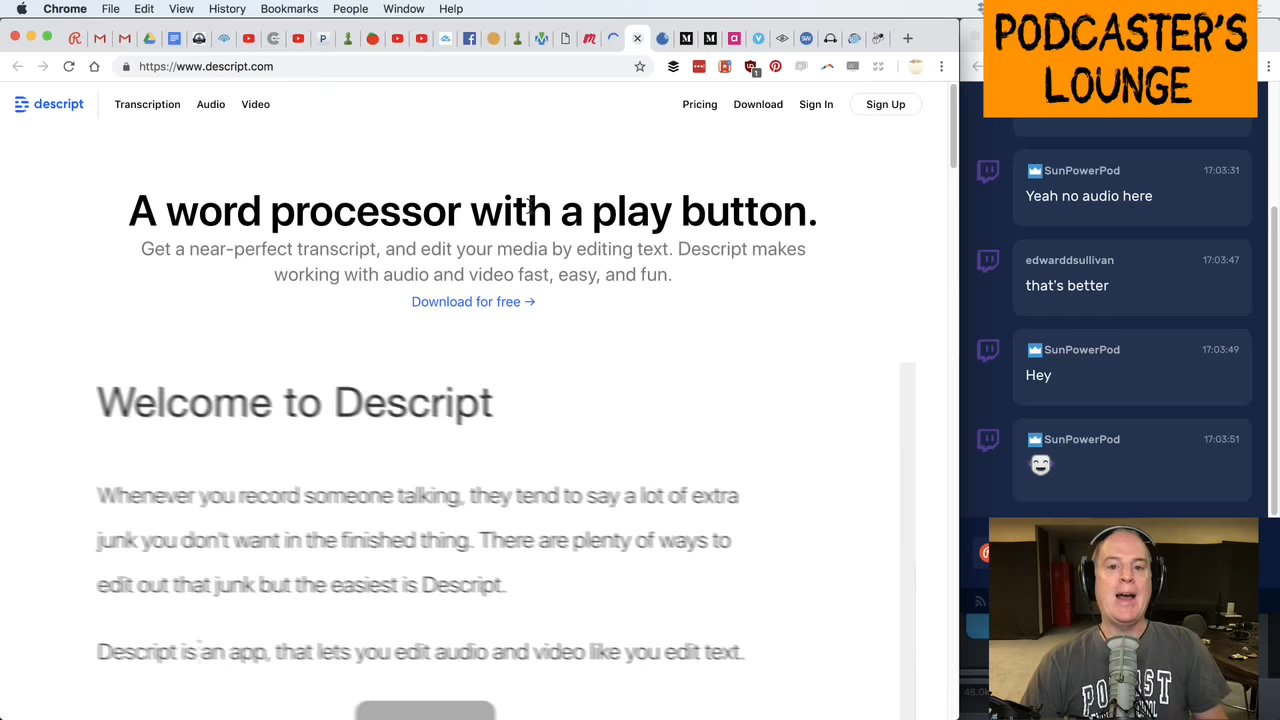 Chrome File Edit View History Bookmarks People Window Help
https://www.descript.com
descript Transcription Audio Video Pricing Download Sign In Sign Up
A word processor with a play button.
Get a near-perfect transcript, and edit your media by editing text. Descript makes
working with audio and video fast, easy, and fun.
Download for free →
Welcome to Descript
Whenever you record someone talking, they tend to say a lot of extra
junk you don't want in the finished thing. There are plenty of ways to
edit out that junk but the easiest is Descript.
Descript is an app, that lets you edit audio and video like you edit text.
PODCASTER'S
LOUNGE
SunPowerPod 17:03:31
Yeah no audio here
edwarddsullivan 17:03:47
that's better
SunPowerPod 17:03:49
Hey
SunPowerPod 17:03:51
48.0k